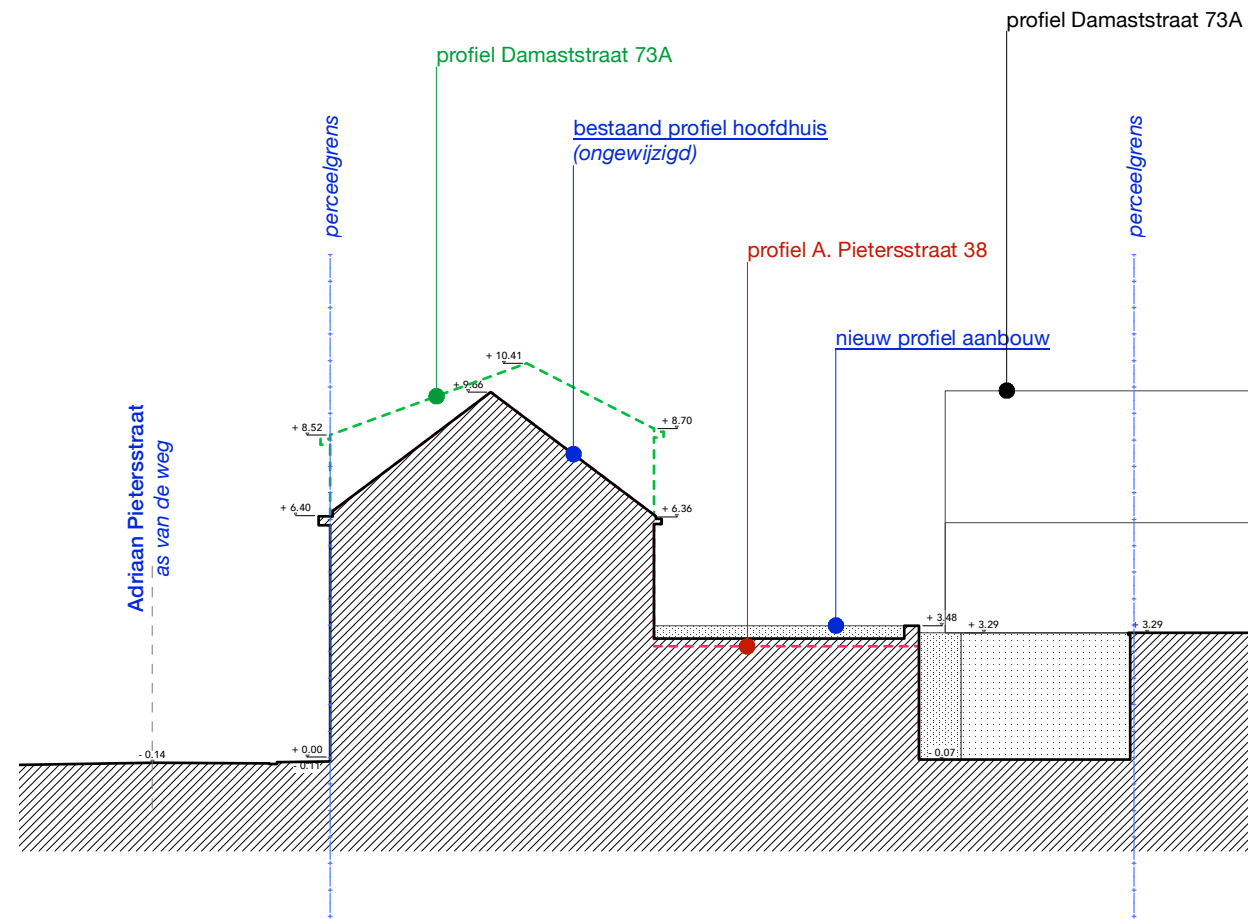 profiel Damaststraat 73A
profiel Damaststraat 73A
perceelgrens
bestaand profiel hoofdhuis
(ongewijzigd)
perceelgrens
profiel A. Pietersstraat 38
nieuw profiel aanbouw
+ 10.41
+ 9.66
Adriaan Pietersstraat
as van de weg
+ 8.52
+ 8.70
+ 6.40
+ 6.36
+ 3.48
+ 3.29
+ 3.29
+ 0.00
- 0.14
- 0.11
- 0.07